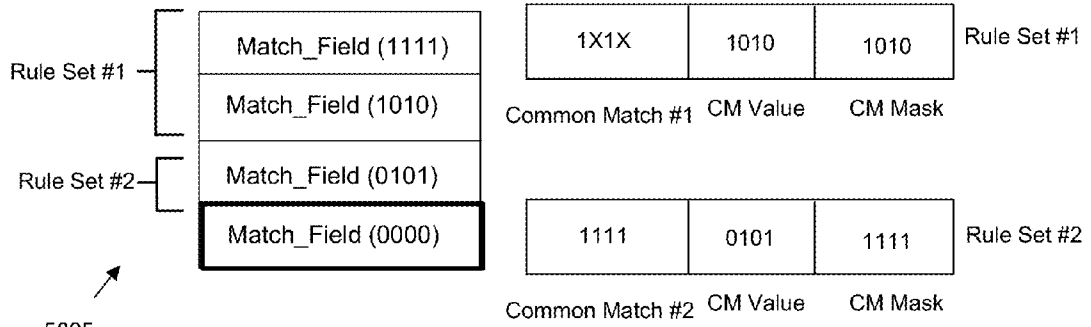 Rule Set #1
Match_Field (1111)
Match_Field (1010)
Rule Set #2
Match_Field (0101)
Match_Field (0000)
1X1X 1010 1010 Rule Set #1
Common Match #1 CM Value CM Mask
1111 0101 1111 Rule Set #2
Common Match #2 CM Value CM Mask